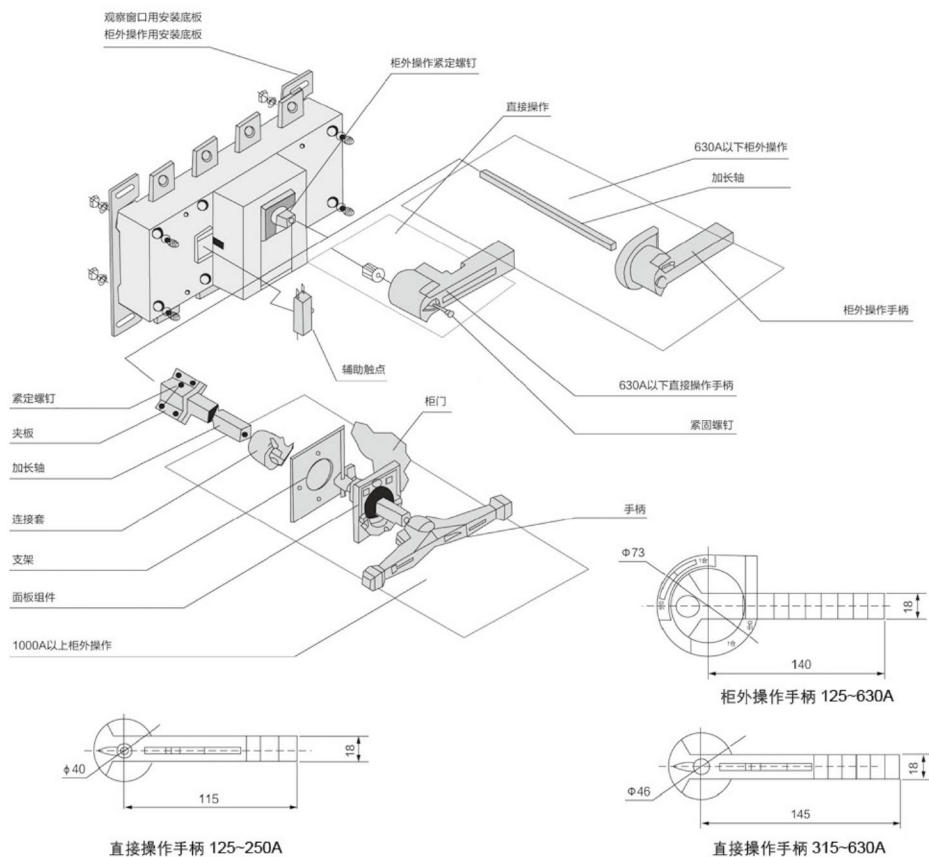 观察窗口用安装底板
柜外操作用安装底板
柜外操作紧定螺钉
直接操作
630A以下柜外操作
加长轴
柜外操作手柄
辅助触点
630A以下直接操作手柄
紧固螺钉
紧定螺钉
夹板
加长轴
连接套
支架
面板组件
1000A以上柜外操作
柜门
手柄
Φ73
18
140
柜外操作手柄 125~630A
ф40
18
115
直接操作手柄 125~250A
Φ46
18
145
直接操作手柄 315~630A